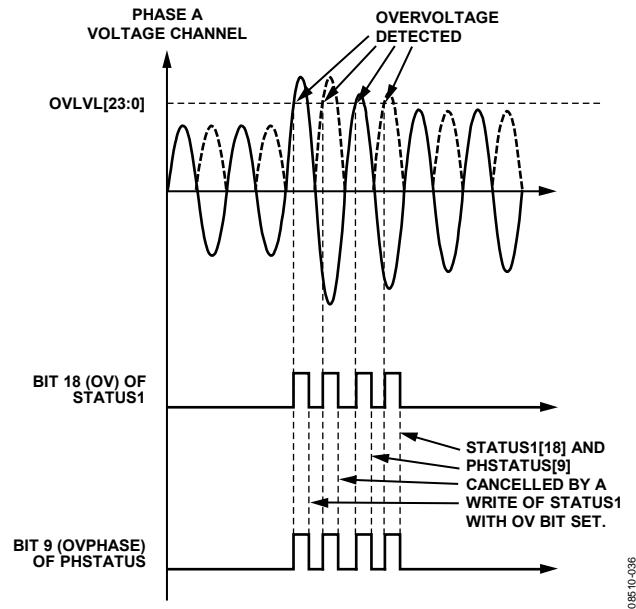 PHASE A
VOLTAGE CHANNEL
OVERVOLTAGE
DETECTED
OVLVL[23:0]
BIT 18 (OV) OF
STATUS1
STATUS1[18] AND
PHSTATUS[9]
CANCELLED BY A
WRITE OF STATUS1
WITH OV BIT SET.
BIT 9 (OVPHASE)
OF PHSTATUS
08510-036